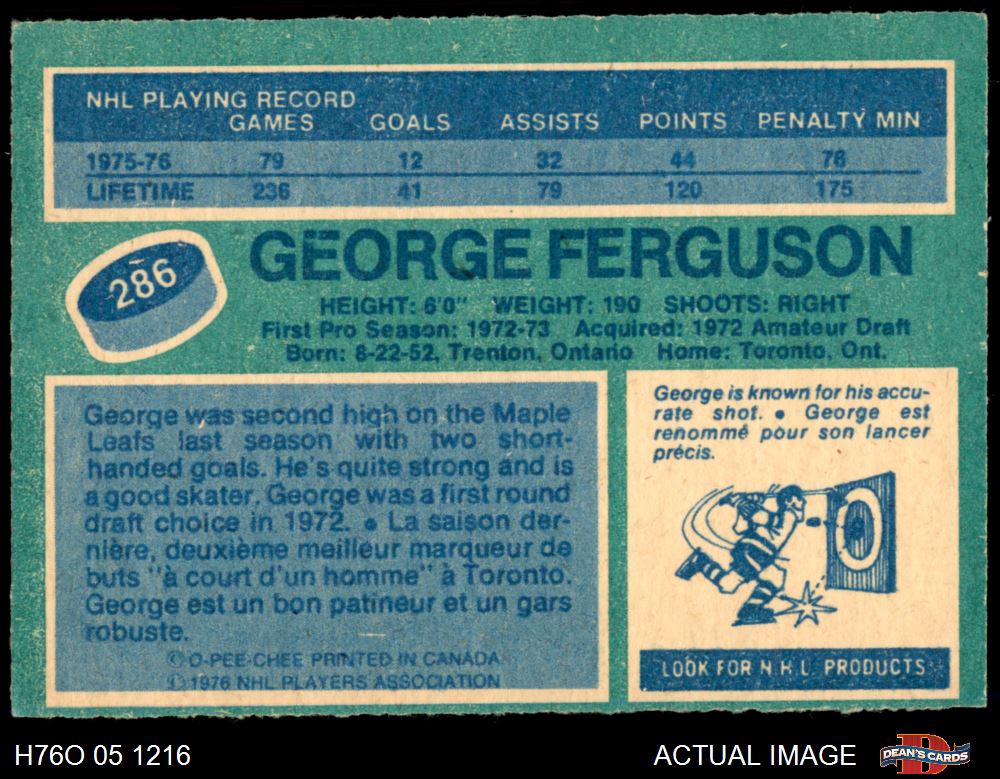 NHL PLAYING RECORD
GAMES GOALS ASSISTS POINTS PENALTY MIN
1975-76 79 12 32 44 76
LIFETIME 236 41 79 120 175
286
GEORGE FERGUSON
HEIGHT: 6'0" WEIGHT: 190 SHOOTS: RIGHT
First Pro Season: 1972-73 Acquired: 1972 Amateur Draft
Born: 8-22-52, Trenton, Ontario Home: Toronto, Ont.
George was second high on the Maple
Leafs last season with two short-
handed goals. He's quite strong and is
a good skater. George was a first round
draft choice in 1972. • La saison der-
nière, deuxième meilleur marqueur de
buts "à court d'un homme" à Toronto.
George est un bon patineur et un gars
robuste.
© O-PEE-CHEE PRINTED IN CANADA
© 1976 NHL PLAYERS ASSOCIATION
George is known for his accu-
rate shot. • George est
renommé pour son lancer
précis.
LOOK FOR N.H.L. PRODUCTS
H76O 05 1216
ACTUAL IMAGE
DEAN'S CARDS